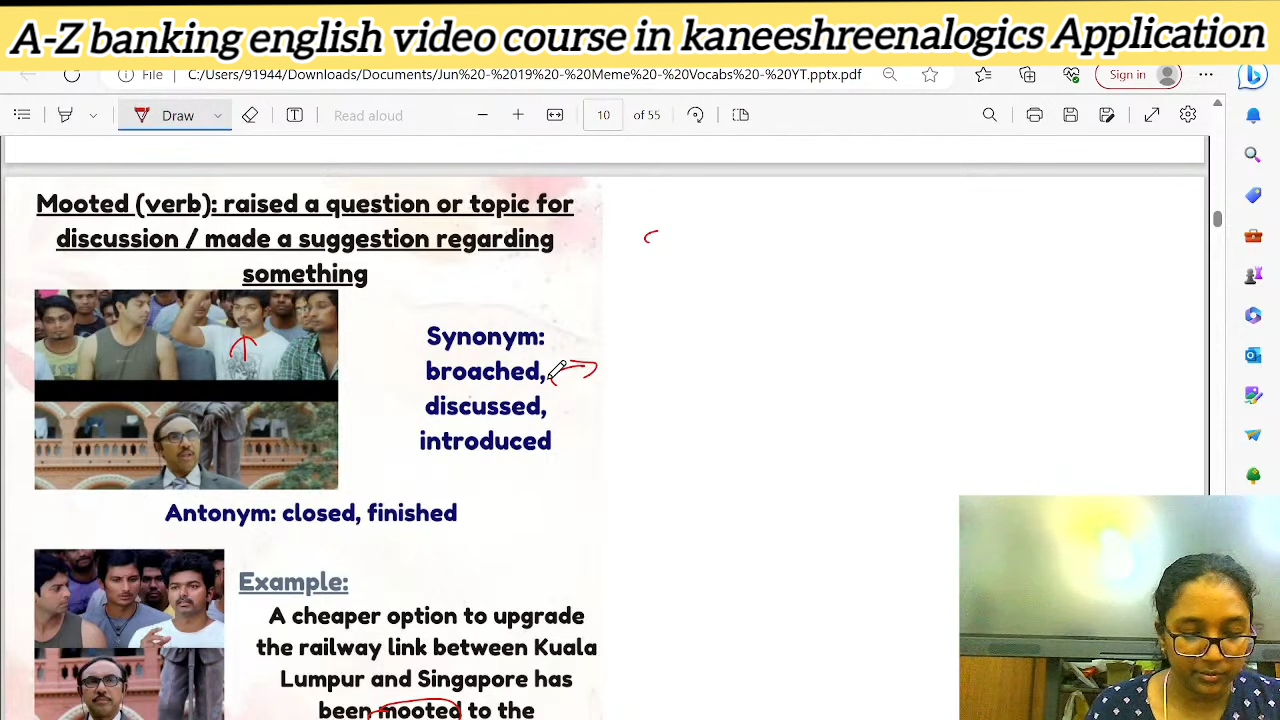 A-Z banking english video course in kaneeshreenalogics Application
File
C:/Users/91944/Downloads/Documents/Jun%20-%2019%20-%20Meme%20-%20Vocabs%20-%20YT.pptx.pdf
Sign in
Draw
Read aloud
10 of 55
Mooted (verb): raised a question or topic for
discussion / made a suggestion regarding
something
Synonym:
broached,
discussed,
introduced
Antonym: closed, finished
Example:
A cheaper option to upgrade
the railway link between Kuala
Lumpur and Singapore has
been mooted to the